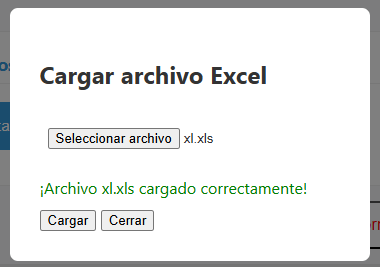 Cargar archivo Excel
Seleccionar archivo xl.xls
¡Archivo xl.xls cargado correctamente!
Cargar Cerrar